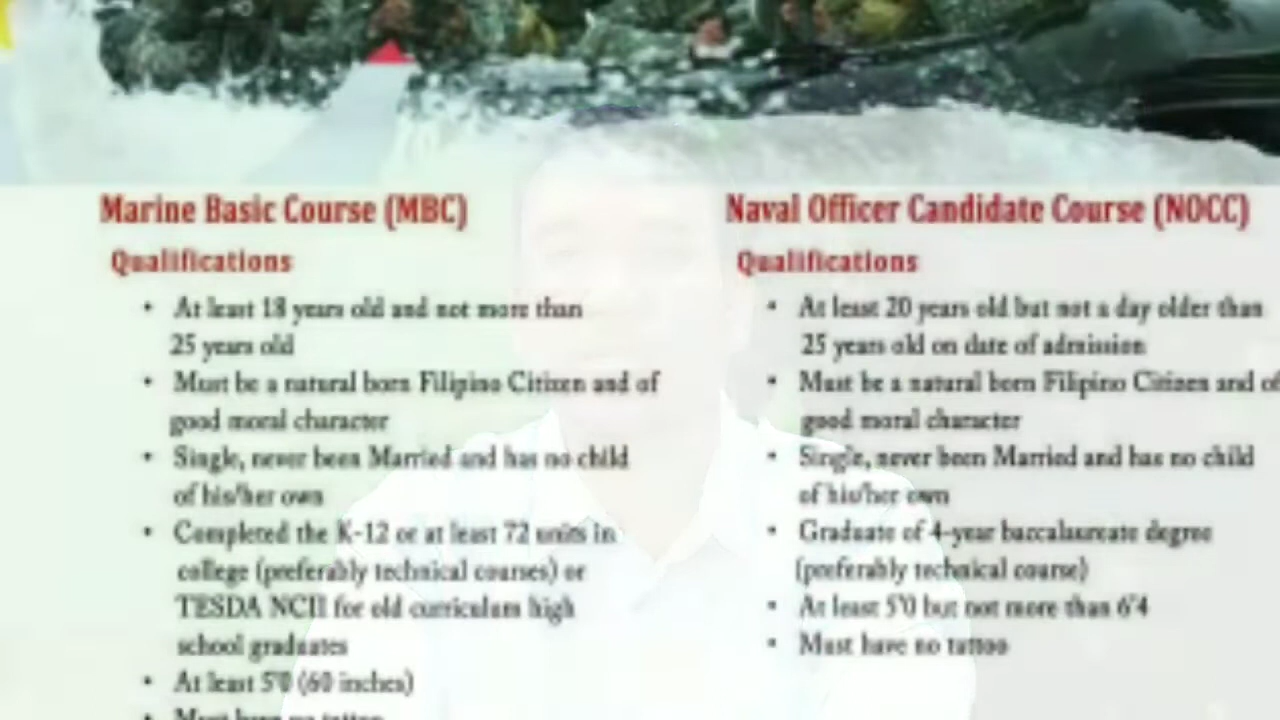 Marine Basic Course (MBC)
Qualifications
• At least 18 years old and not more than
25 years old
• Must be a natural born Filipino Citizen and of
good moral character
• Single, never been Married and has no child
of his/her own
• Completed the K-12 or at least 72 units in
college (preferably technical courses) or
TESDA NCII for old curriculum high
school graduates
• At least 5'0 (60 inches)
• Must have no tattoo
Naval Officer Candidate Course (NOCC)
Qualifications
• At least 20 years old but not a day older than
25 years old on date of admission
• Must be a natural born Filipino Citizen and of
good moral character
• Single, never been Married and has no child
of his/her own
• Graduate of 4-year baccalaureate degree
(preferably technical course)
• At least 5'0 but not more than 6'4
• Must have no tattoo